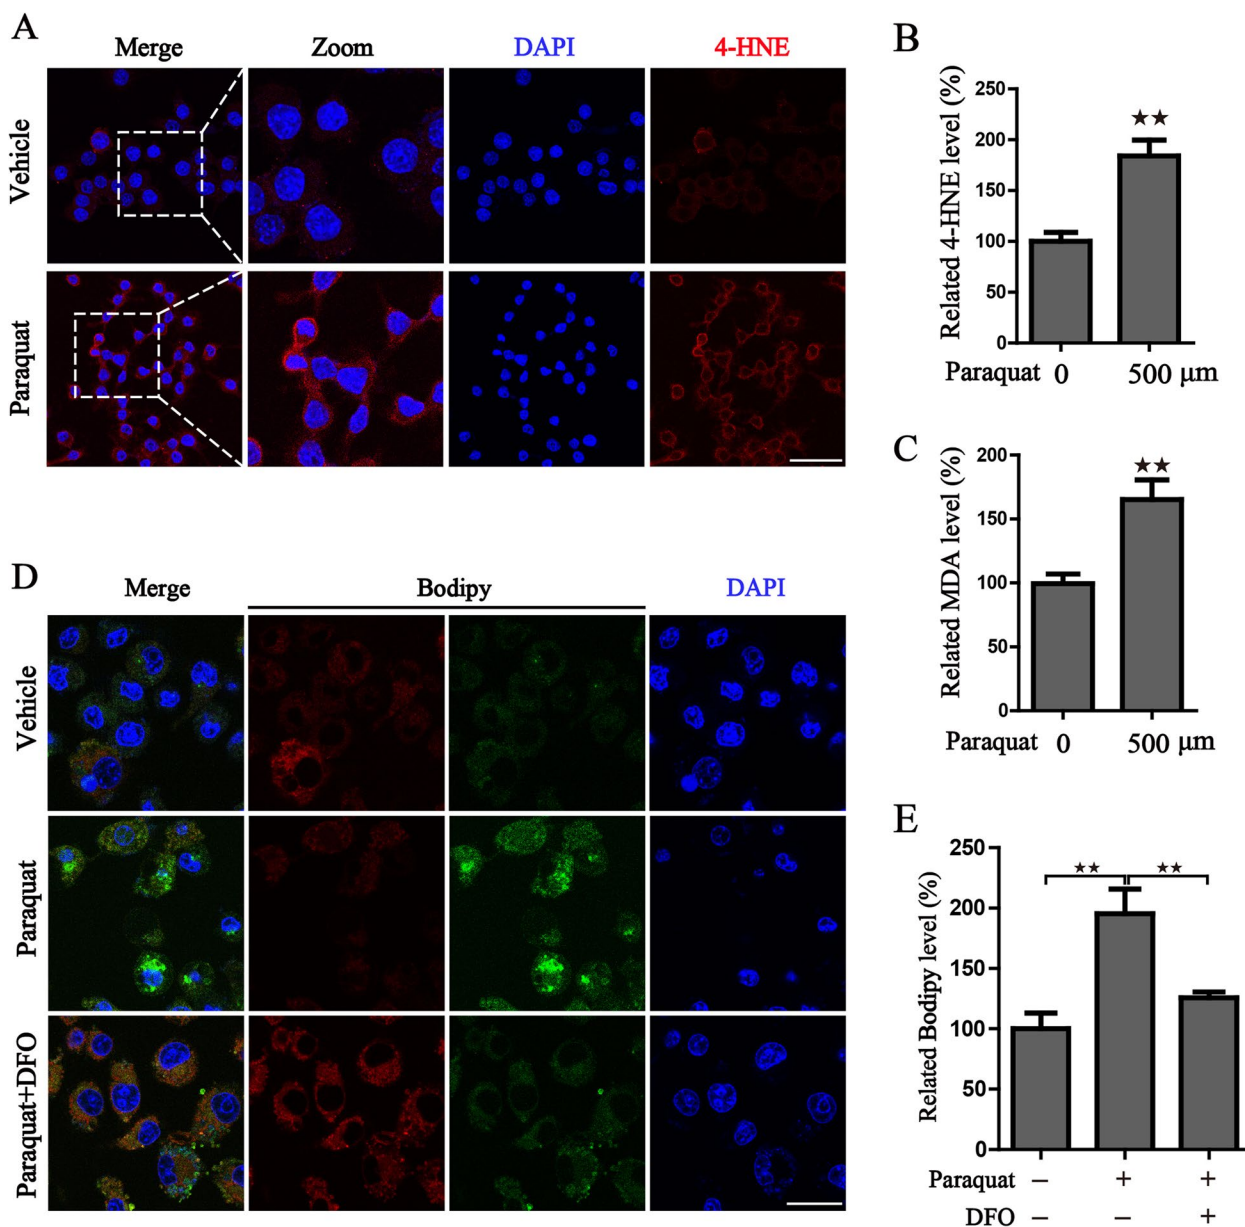 A
Merge Zoom DAPI 4-HNE
Vehicle
Paraquat
B
Related 4-HNE level (%)
250
200
150
100
50
0
★★
Paraquat 0 500 μm
C
Related MDA level (%)
200
150
100
50
0
★★
Paraquat 0 500 μm
D
Merge Bodipy DAPI
Vehicle
Paraquat
Paraquat+DFO
E
Related Bodipy level (%)
250
200
150
100
50
0
★★ ★★
Paraquat – + +
DFO – – +